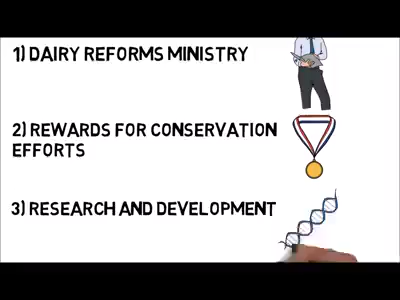 1) DAIRY REFORMS MINISTRY
2) REWARDS FOR CONSERVATION
EFFORTS
3) RESEARCH AND DEVELOPMENT